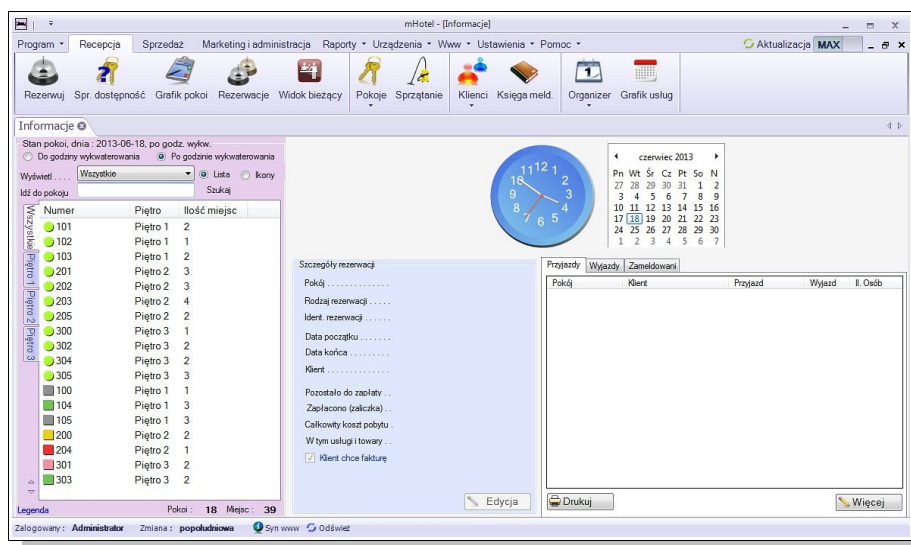 mHotel - [Informacje]
Program Recepcja Sprzedaż Marketing i administracja Raporty Urządzenia Www Ustawienia Pomoc Aktualizacja MAX
Rezerwuj Spr. dostępność Grafik pokoi Rezerwacje Widok bieżący Pokoje Sprzątanie Klienci Księga meld. Organizer Grafik usług
Informacje
Stan pokoi, dnia : 2013-06-18, po godz. wykw.
Do godziny wykwaterowania Po godzinie wykwaterowania
Wyświetl . . . . Wszystkie Lista Ikony
Idź do pokoju Szukaj
Wszystkie
Piętro 1
Piętro 2
Piętro 3
Numer Piętro Ilość miejsc
101 Piętro 1 2
102 Piętro 1 1
103 Piętro 1 2
201 Piętro 2 3
202 Piętro 2 3
203 Piętro 2 4
205 Piętro 2 2
300 Piętro 3 1
302 Piętro 3 2
304 Piętro 3 2
305 Piętro 3 3
100 Piętro 1 1
104 Piętro 1 3
105 Piętro 1 3
200 Piętro 2 2
204 Piętro 2 1
301 Piętro 3 2
303 Piętro 3 2
Legenda Pokoi : 18 Miejsc : 39
12 1 2 3 4 5 6 7 8 9 10 11
czerwiec 2013
Pn Wt Śr Cz Pt So N
27 28 29 30 31 1 2
3 4 5 6 7 8 9
10 11 12 13 14 15 16
17 18 19 20 21 22 23
24 25 26 27 28 29 30
1 2 3 4 5 6 7
Szczegóły rezerwacji
Pokój . . . . . . . . . . . . . .
Rodzaj rezerwacji . . . . .
Ident. rezerwacji . . . . . .
Data początku . . . . . . .
Data końca . . . . . . . . .
Klient . . . . . . . . . . . . .
Pozostało do zapłaty . .
Zapłacono (zaliczka) . .
Całkowity koszt pobytu .
W tym usługi i towary . .
Klient chce fakturę
Edycja
Przyjazdy Wyjazdy Zameldowani
Pokój Klient Przyjazd Wyjazd Il. Osób
Drukuj Więcej
Zalogowany : Administrator Zmiana : popołudniowa Syn www Odśwież